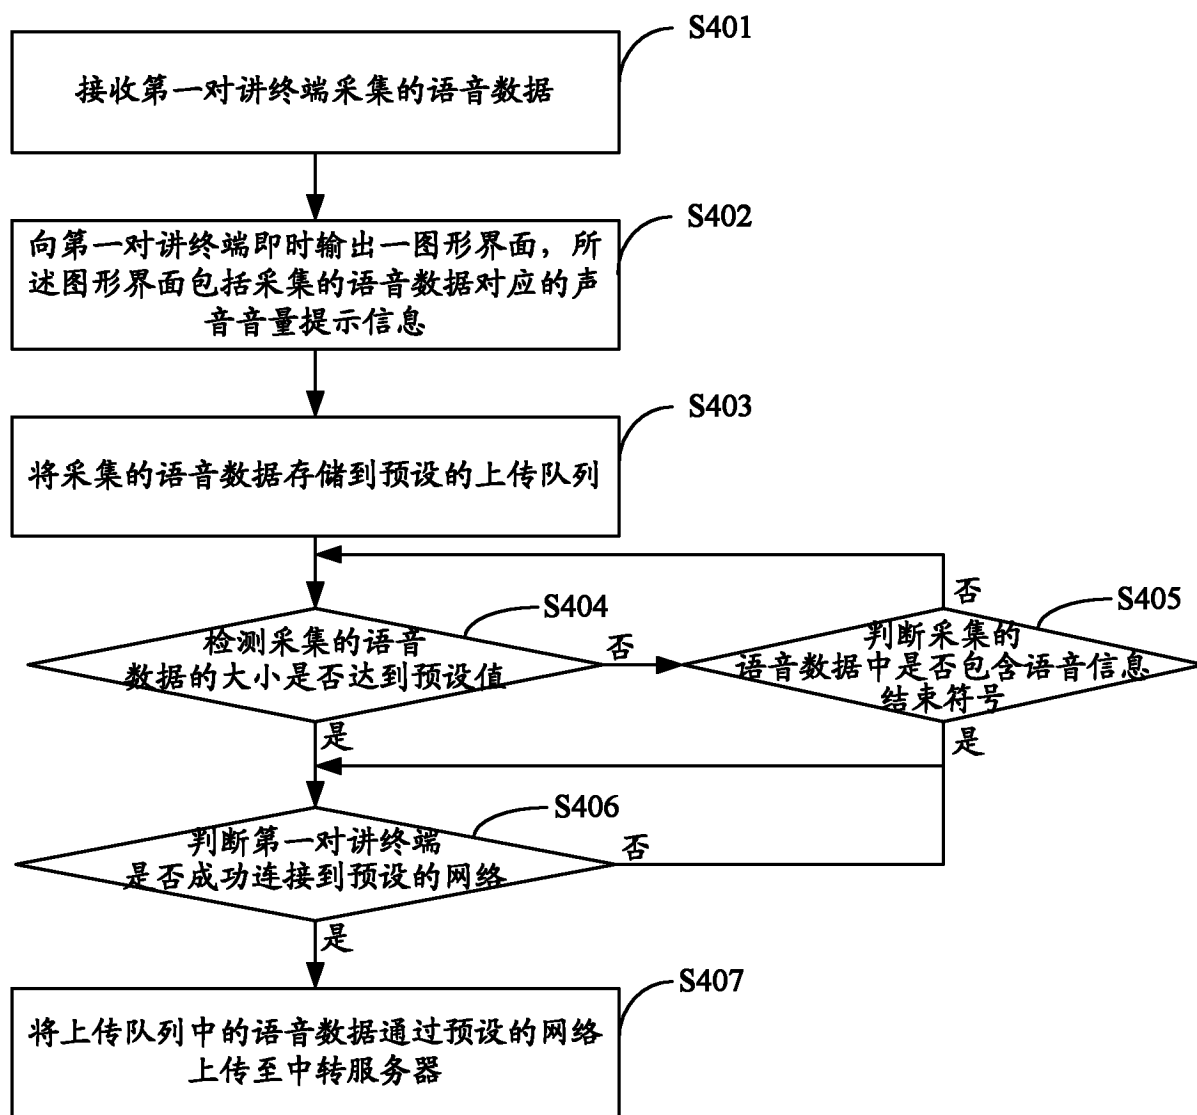 S401
接收第一对讲终端采集的语音数据
S402
向第一对讲终端即时输出一图形界面，所
述图形界面包括采集的语音数据对应的声
音音量提示信息
S403
将采集的语音数据存储到预设的上传队列
S404
检测采集的语音
数据的大小是否达到预设值
否
是
S405
否
判断采集的
语音数据中是否包含语音信息
结束符号
是
S406
判断第一对讲终端
是否成功连接到预设的网络
否
是
S407
将上传队列中的语音数据通过预设的网络
上传至中转服务器